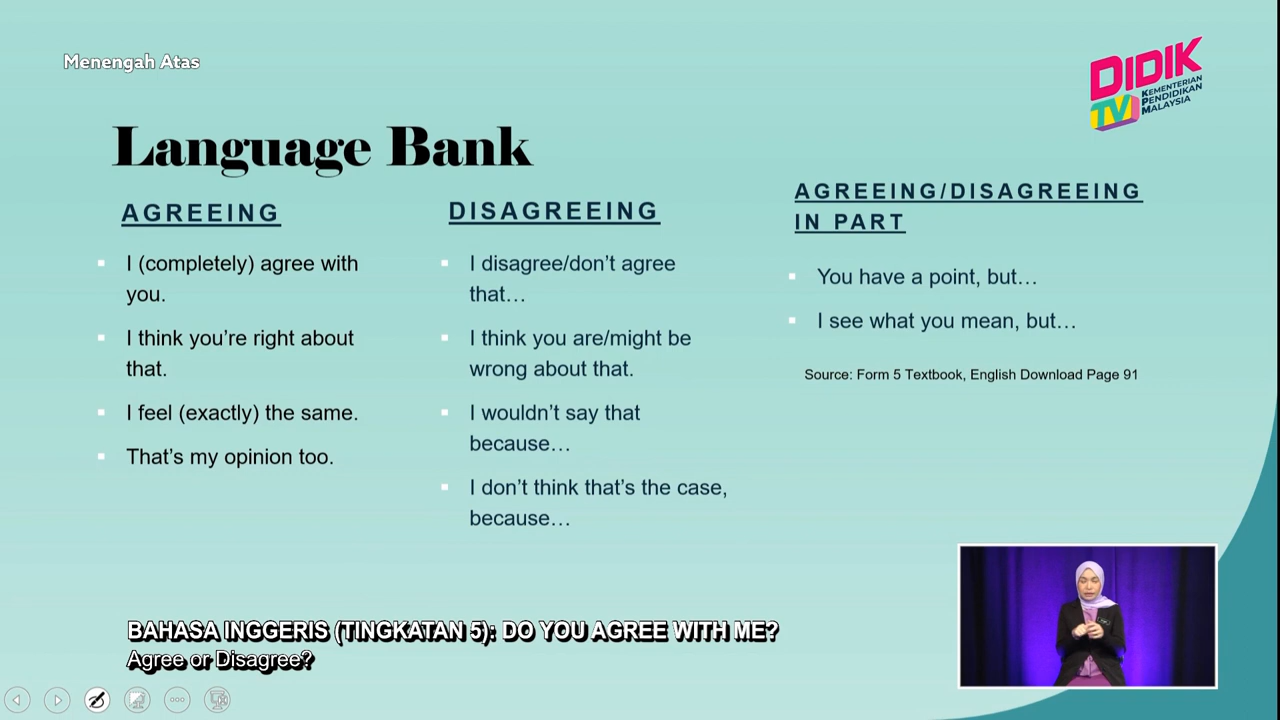 Menengah Atas
DIDIK
TV
KEMENTERIAN
PENDIDIKAN
MALAYSIA
Language Bank
AGREEING
I (completely) agree with
you.
I think you’re right about
that.
I feel (exactly) the same.
That’s my opinion too.
DISAGREEING
I disagree/don’t agree
that…
I think you are/might be
wrong about that.
I wouldn’t say that
because…
I don’t think that’s the case,
because…
AGREEING/DISAGREEING
IN PART
You have a point, but…
I see what you mean, but…
Source: Form 5 Textbook, English Download Page 91
BAHASA INGGERIS (TINGKATAN 5): DO YOU AGREE WITH ME?
Agree or Disagree?